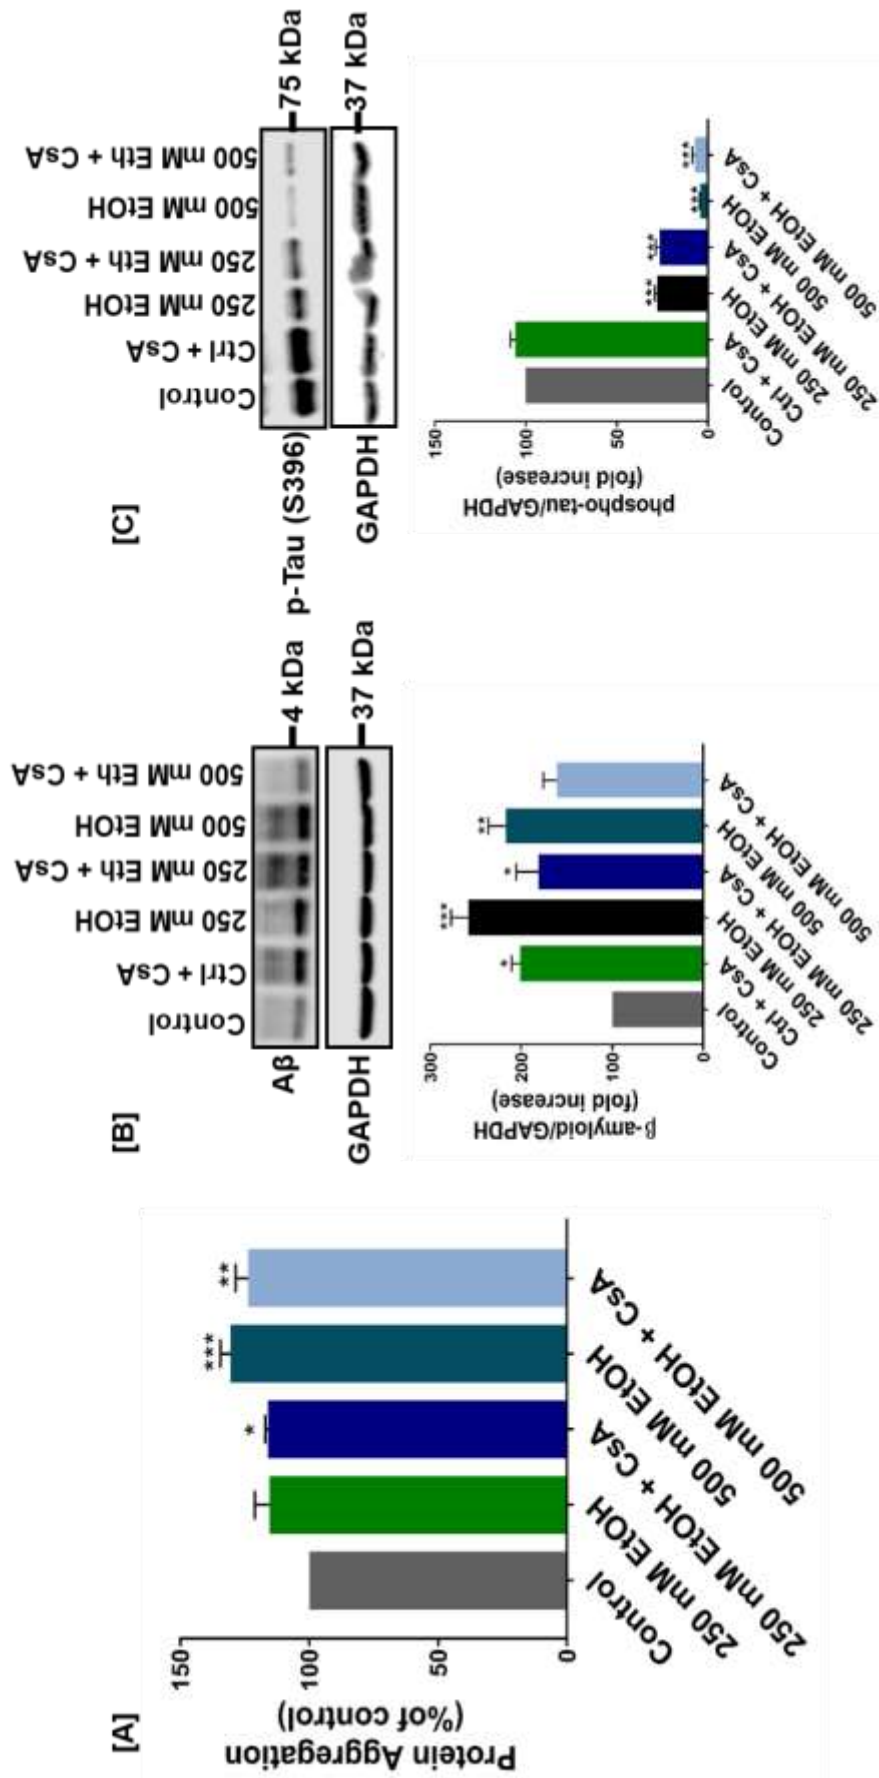 [A]
Protein Aggregation
(%of control)
150
100
50
0
Control
250 mM EtOH
250 mM EtOH + CsA
500 mM EtOH
500 mM EtOH + CsA
***
**
*
[B]
Control
Ctrl + CsA
250 mM EtOH
250 mM Eth + CsA
500 mM EtOH
500 mM Eth + CsA
Aβ
4 kDa
GAPDH
37 kDa
β-amyloid/GAPDH
(fold increase)
300
200
100
0
*
***
*
**
Control
Ctrl + CsA
250 mM EtOH
250 mM EtOH + CsA
500 mM EtOH
500 mM EtOH + CsA
[C]
Control
Ctrl + CsA
250 mM EtOH
250 mM Eth + CsA
500 mM EtOH
500 mM Eth + CsA
p-Tau (S396)
75 kDa
GAPDH
37 kDa
phospho-tau/GAPDH
(fold increase)
150
100
50
0
***
***
***
***
Control
Ctrl + CsA
250 mM EtOH
250 mM EtOH + CsA
500 mM EtOH
500 mM EtOH + CsA